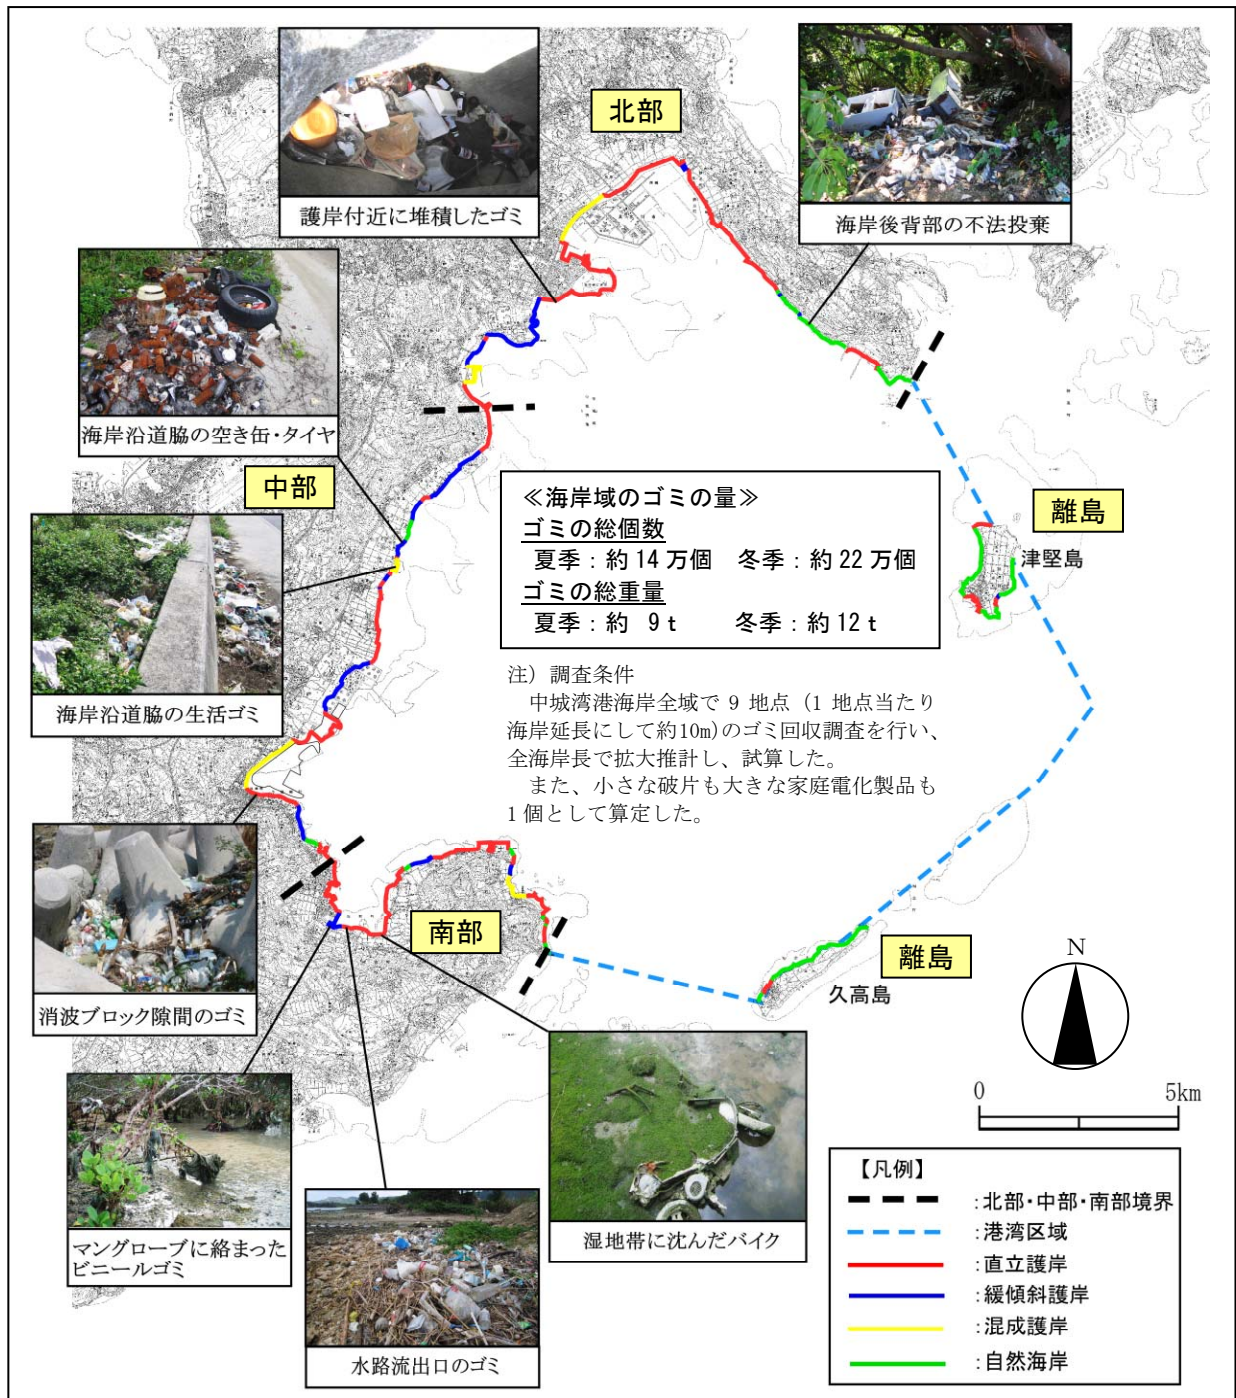 北部
護岸付近に堆積したゴミ
海岸後背部の不法投棄
海岸沿道脇の空き缶・タイヤ
中部
≪海岸域のゴミの量≫
ゴミの総個数
夏季：約 14 万個　冬季：約 22 万個
ゴミの総重量
夏季：約　9 t　冬季：約 12 t
離島
津堅島
海岸沿道脇の生活ゴミ
注）調査条件
中城湾港海岸全域で 9 地点（1 地点当たり
海岸延長にして約10m）のゴミ回収調査を行い、
全海岸長で拡大推計し、試算した。
また、小さな破片も大きな家庭電化製品も
1 個として算定した。
消波ブロック隙間のゴミ
南部
離島
久高島
N
マングローブに絡まった
ビニールゴミ
水路流出口のゴミ
湿地帯に沈んだバイク
0　5km
【凡例】
：北部・中部・南部境界
：港湾区域
：直立護岸
：緩傾斜護岸
：混成護岸
：自然海岸